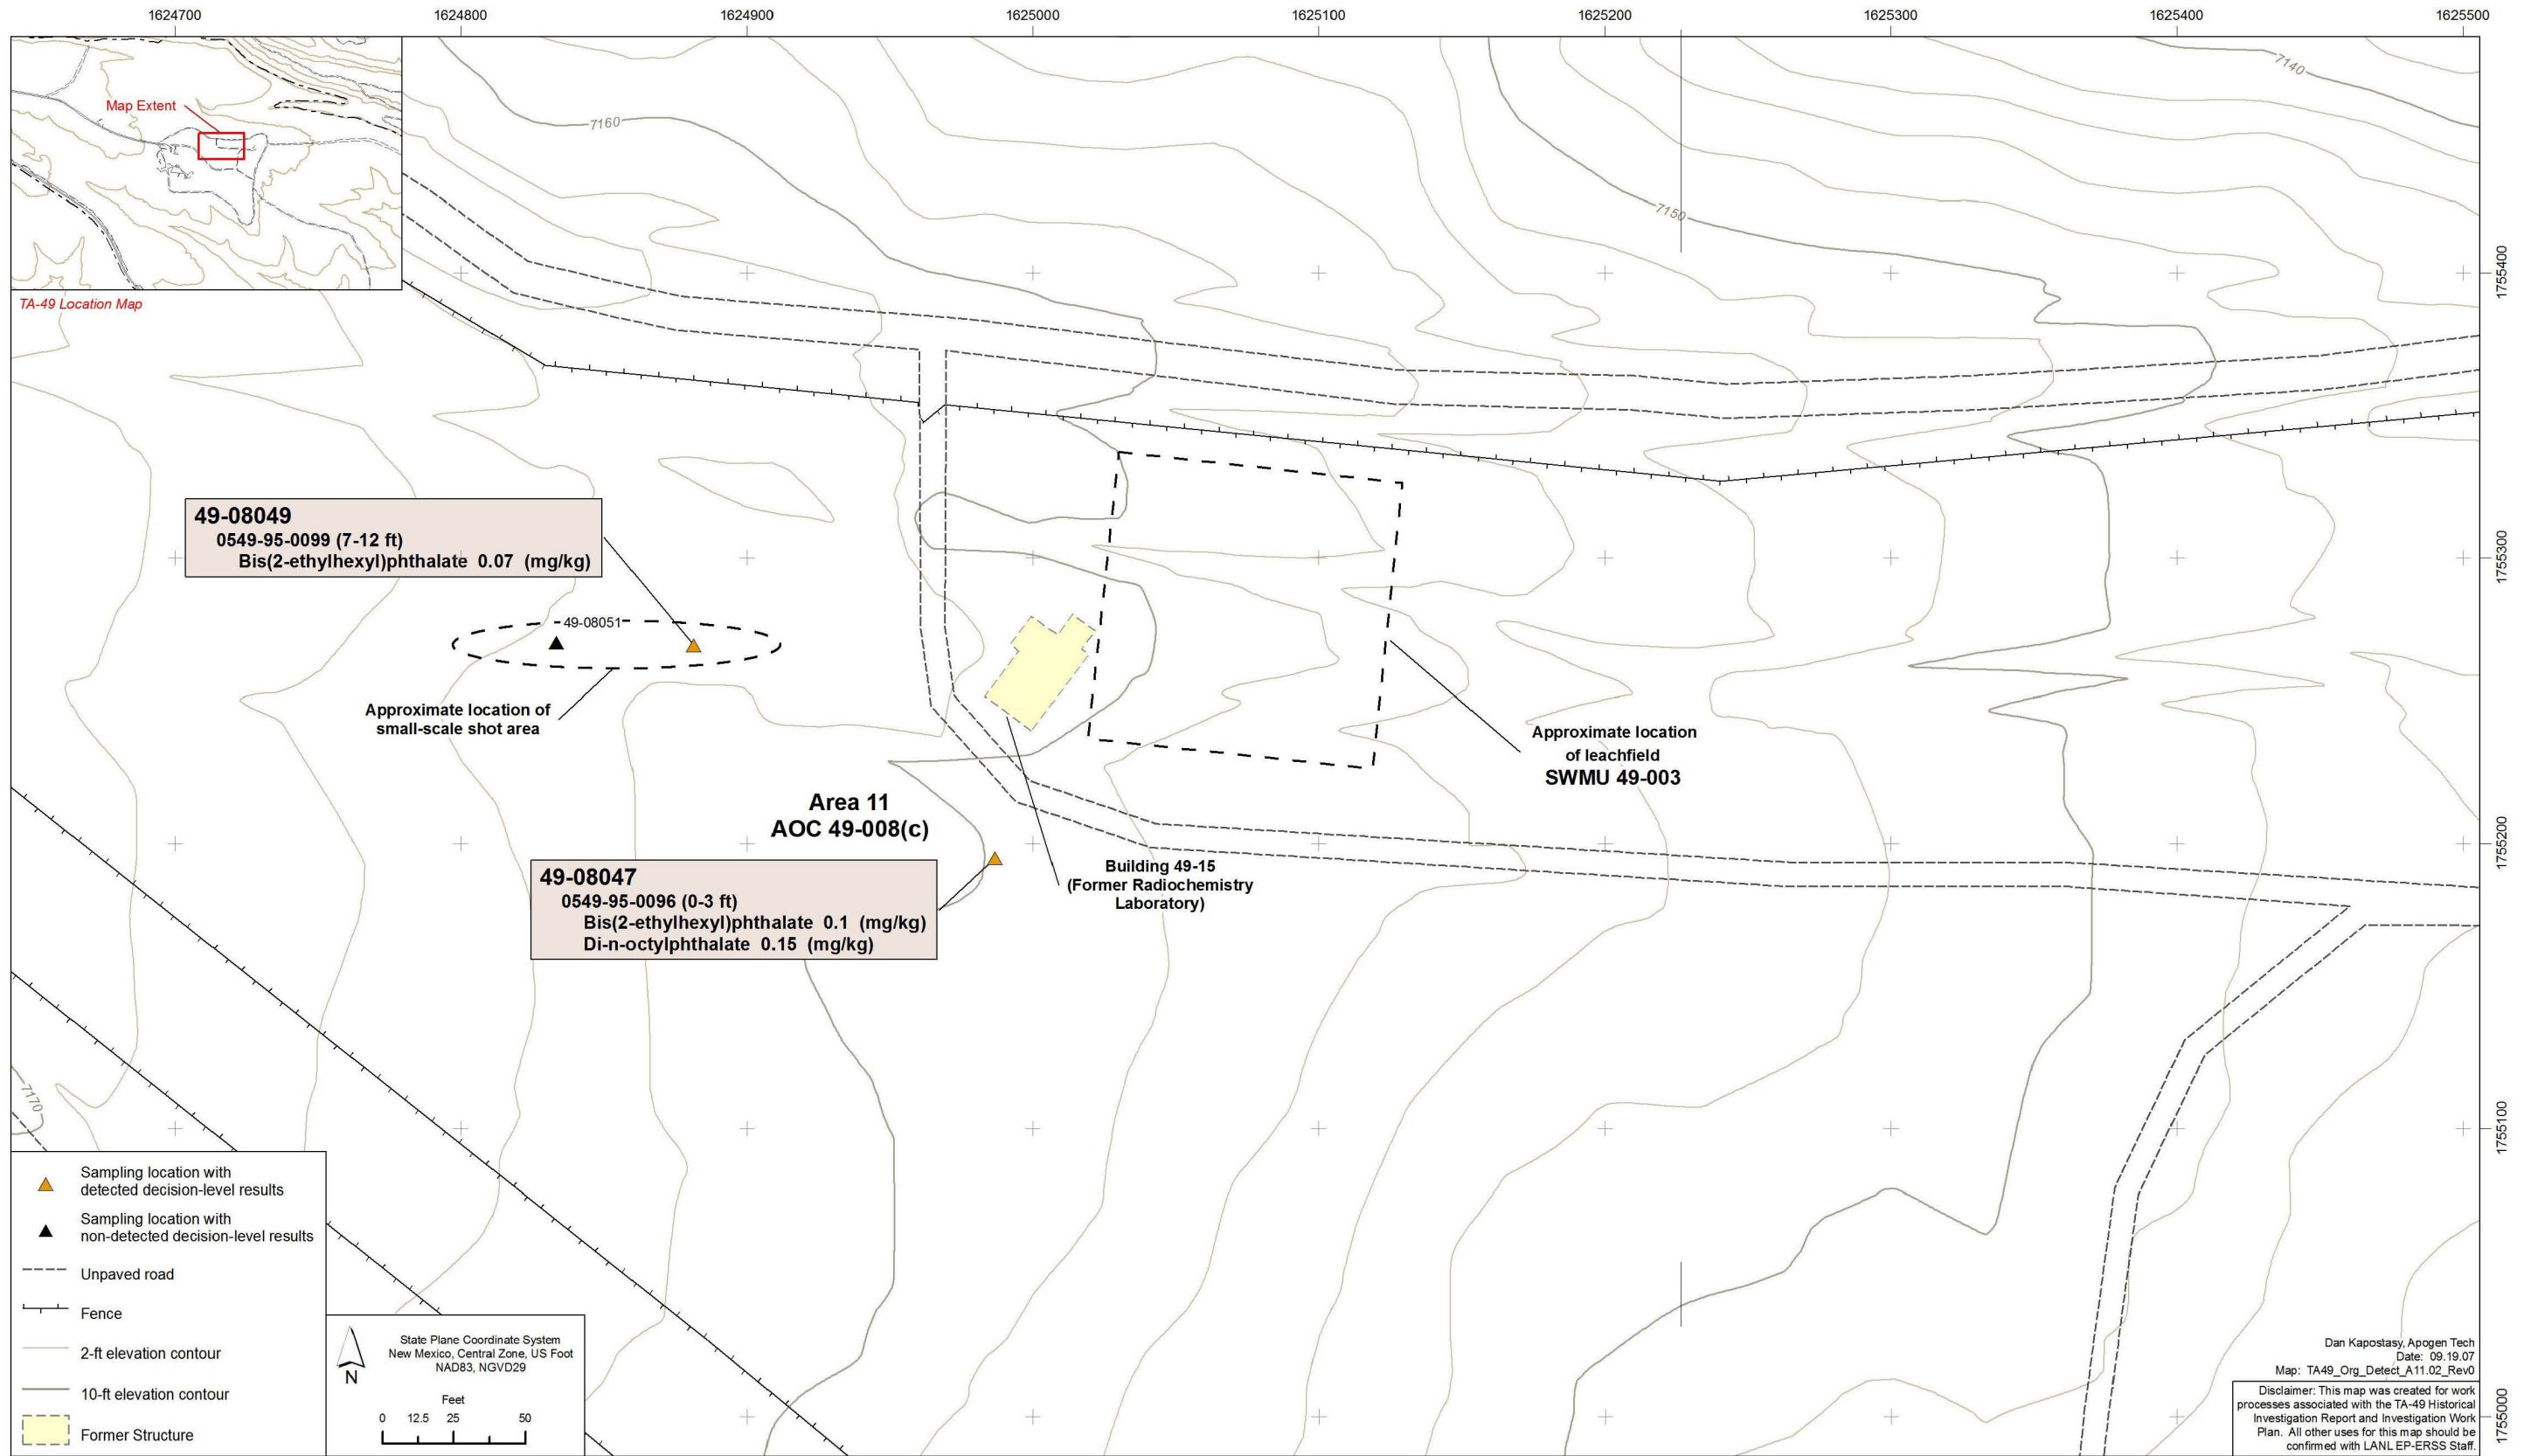 1624700
1624800
1624900
1625000
1625100
1625200
1625300
1625400
1625500
Map Extent
TA-49 Location Map
7140
7160
7150
1755400
49-08049
0549-95-0099 (7-12 ft)
Bis(2-ethylhexyl)phthalate 0.07 (mg/kg)
1755300
49-08051
Approximate location of
small-scale shot area
Approximate location
of leachfield
SWMU 49-003
Area 11
AOC 49-008(c)
1755200
49-08047
0549-95-0096 (0-3 ft)
Bis(2-ethylhexyl)phthalate 0.1 (mg/kg)
Di-n-octylphthalate 0.15 (mg/kg)
Building 49-15
(Former Radiochemistry
Laboratory)
7170
1755100
Sampling location with
detected decision-level results
Sampling location with
non-detected decision-level results
Unpaved road
Fence
2-ft elevation contour
10-ft elevation contour
Former Structure
N
State Plane Coordinate System
New Mexico, Central Zone, US Foot
NAD83, NGVD29
Feet
0 12.5 25 50
1755000
Dan Kapostasy, Apogen Tech
Date: 09.19.07
Map: TA49_Org_Detect_A11.02_Rev0
Disclaimer: This map was created for work
processes associated with the TA-49 Historical
Investigation Report and Investigation Work
Plan. All other uses for this map should be
confirmed with LANL EP-ERSS Staff.